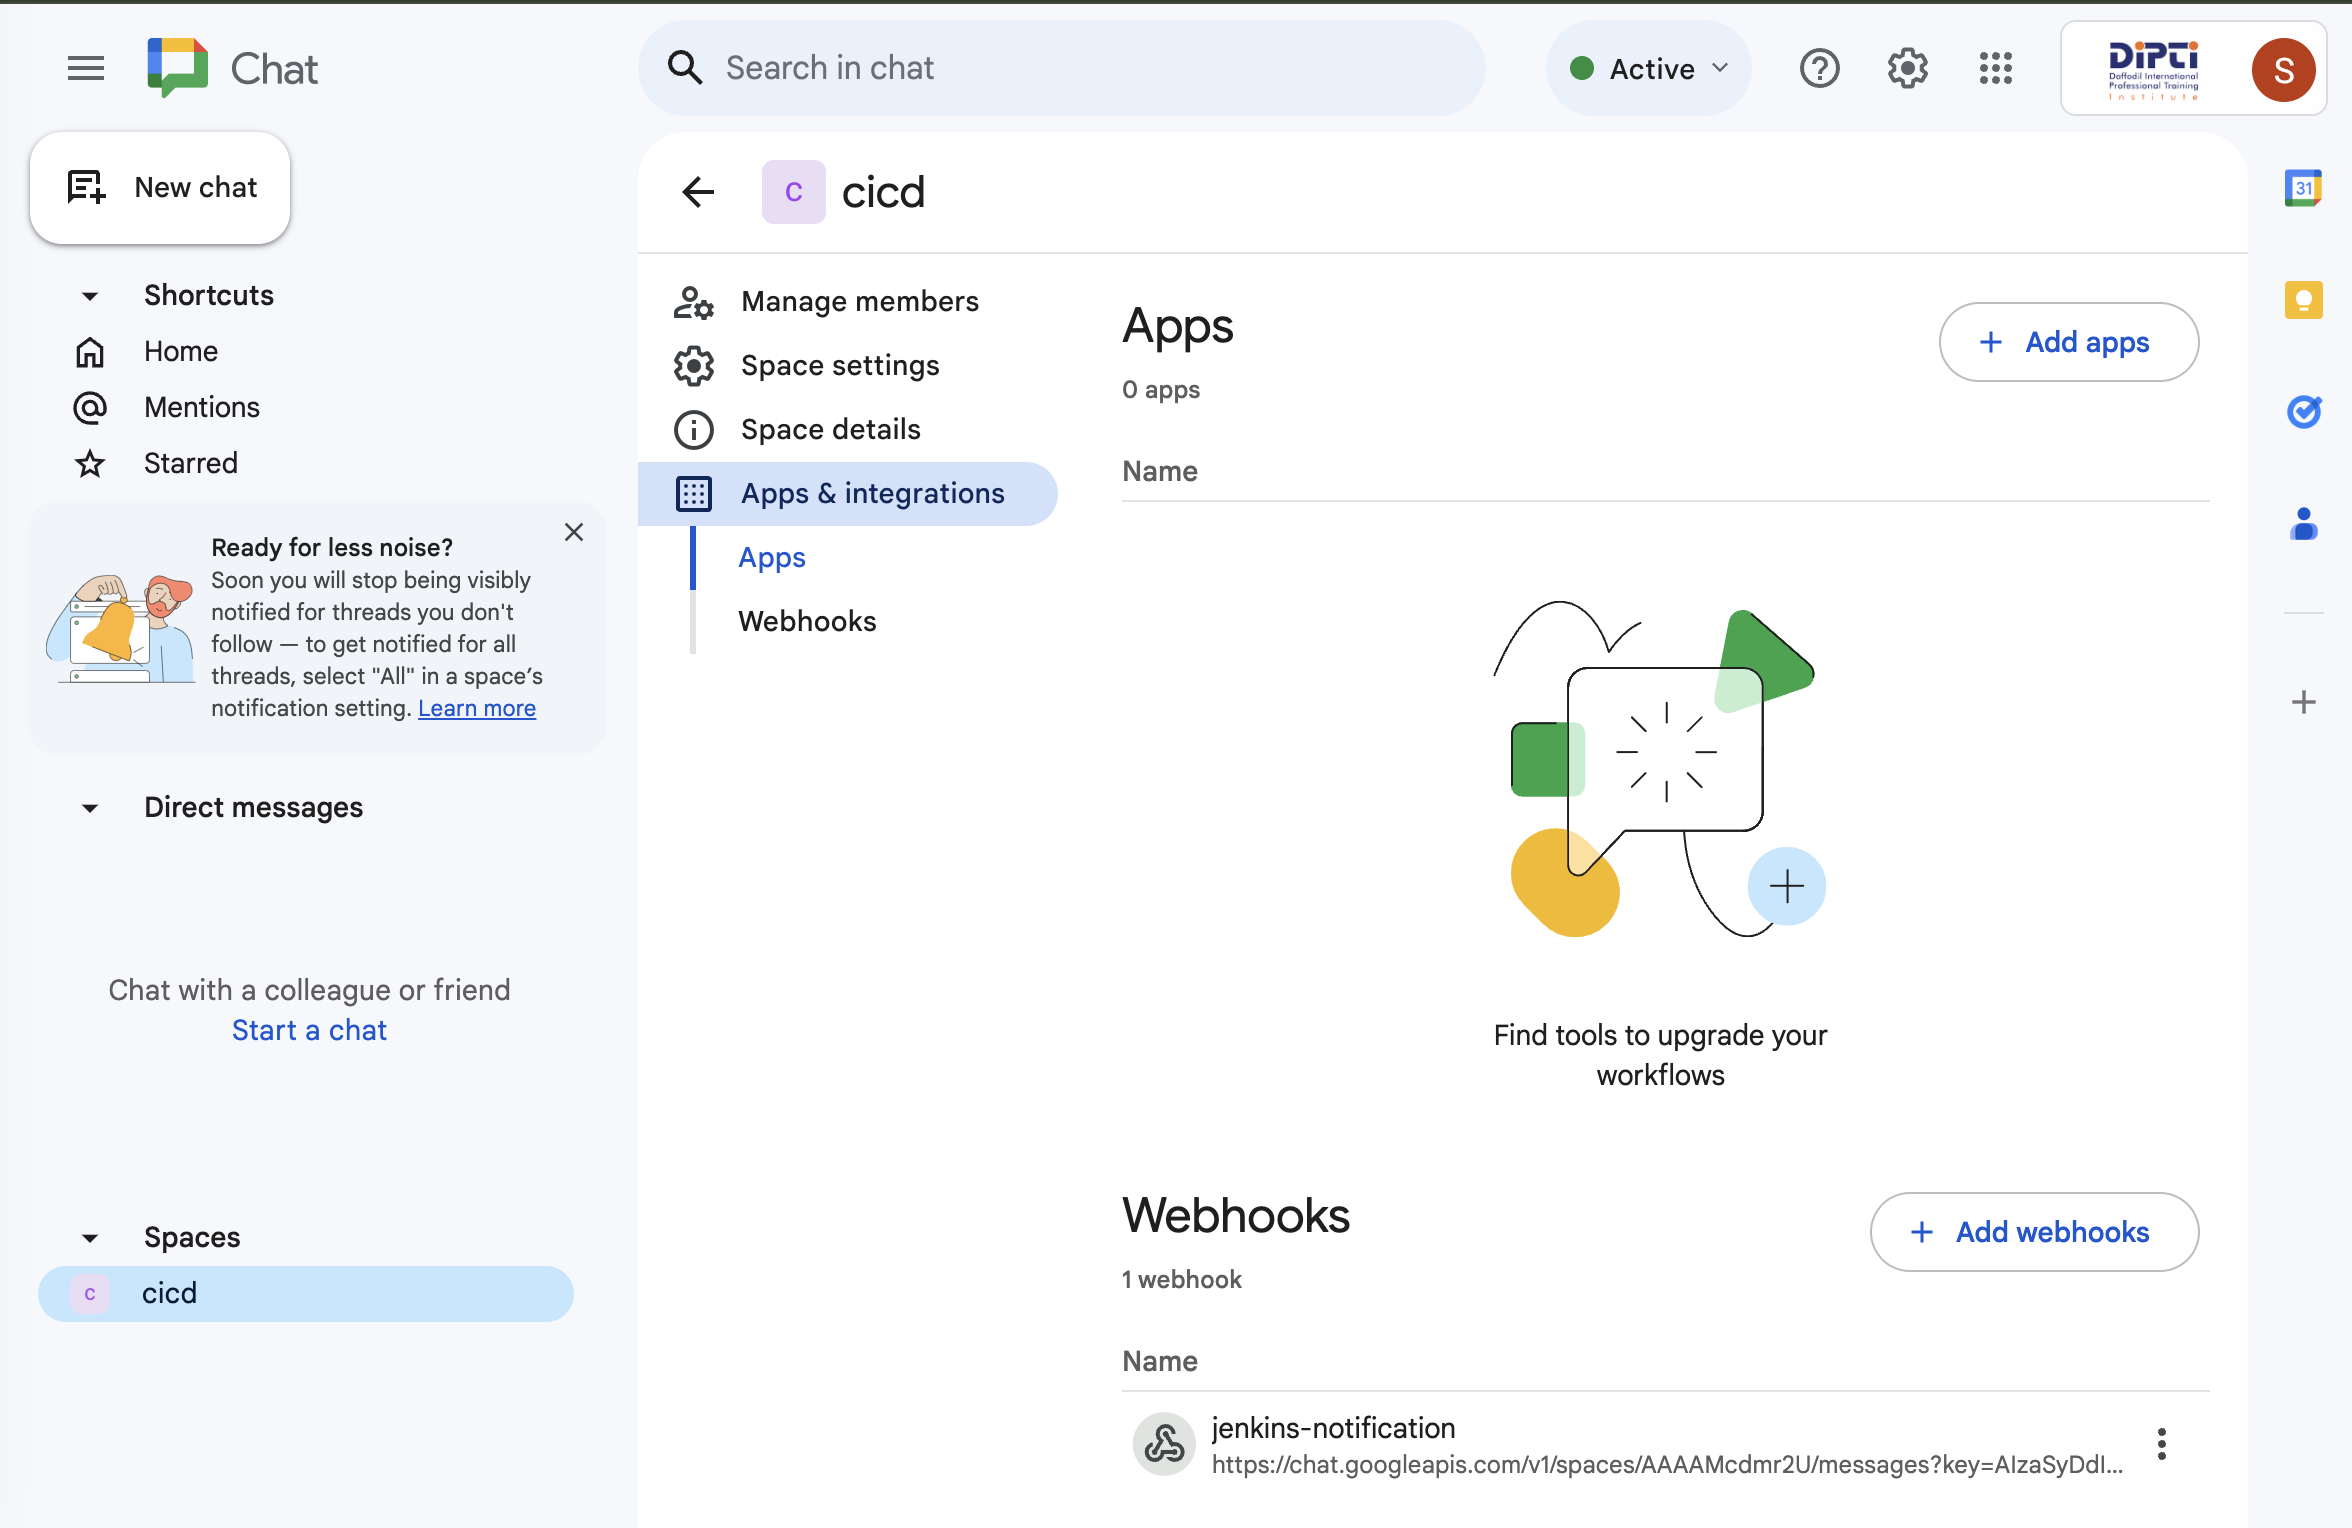 Chat
Search in chat
Active
DiPTi
Daffodil International
Professional Training
Institute
S
New chat
Shortcuts
Home
Mentions
Starred
Ready for less noise?
Soon you will stop being visibly
notified for threads you don't
follow — to get notified for all
threads, select "All" in a space’s
notification setting. Learn more
Direct messages
Chat with a colleague or friend
Start a chat
Spaces
c
cicd
c
cicd
Manage members
Space settings
Space details
Apps & integrations
Apps
Webhooks
Apps
0 apps
Add apps
Name
Find tools to upgrade your
workflows
Webhooks
1 webhook
Add webhooks
Name
jenkins-notification
https://chat.googleapis.com/v1/spaces/AAAAMcdmr2U/messages?key=AIzaSyDdI...
31